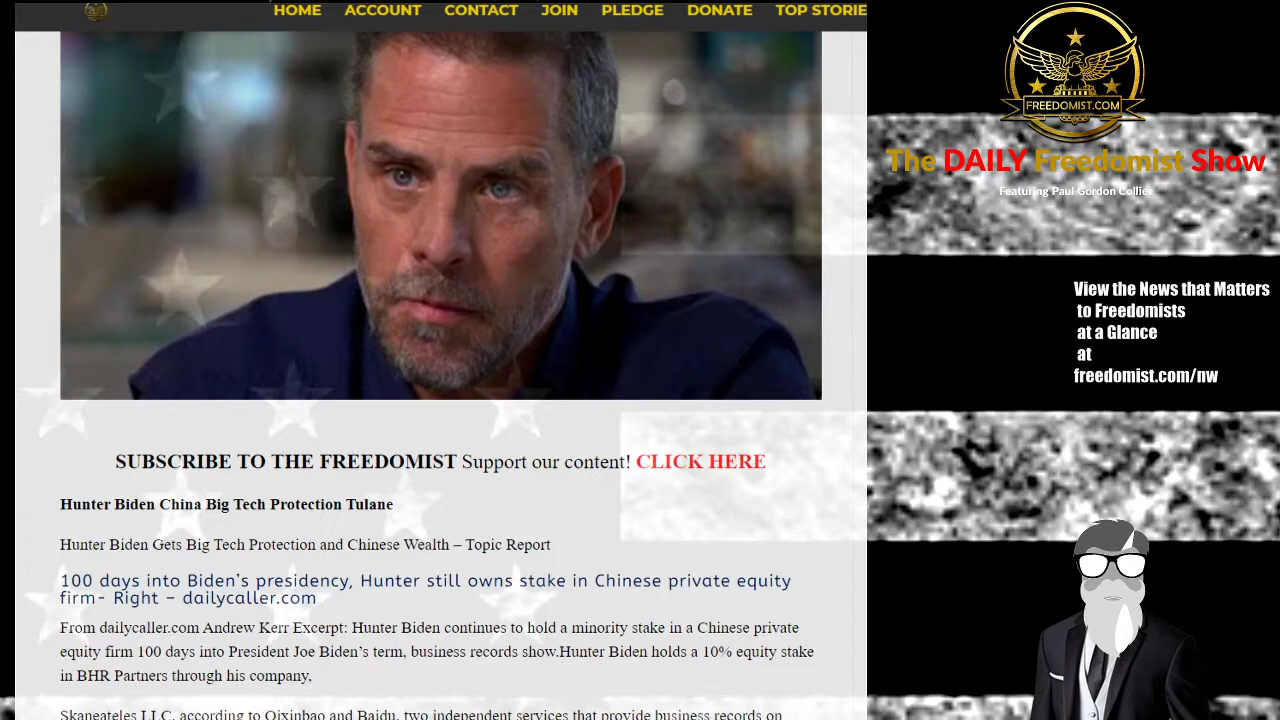 HOME ACCOUNT CONTACT JOIN PLEDGE DONATE TOP STORIE
SUBSCRIBE TO THE FREEDOMIST Support our content! CLICK HERE
Hunter Biden China Big Tech Protection Tulane
Hunter Biden Gets Big Tech Protection and Chinese Wealth – Topic Report
100 days into Biden’s presidency, Hunter still owns stake in Chinese private equity
firm- Right – dailycaller.com
From dailycaller.com Andrew Kerr Excerpt: Hunter Biden continues to hold a minority stake in a Chinese private
equity firm 100 days into President Joe Biden’s term, business records show.Hunter Biden holds a 10% equity stake
in BHR Partners through his company,
Skaneateles LLC, according to Qixinbao and Baidu, two independent services that provide business records on
FREEDOMIST.COM
The DAILY Freedomist Show
Featuring Paul Gordon Collier
View the News that Matters
to Freedomists
at a Glance
at
freedomist.com/nw